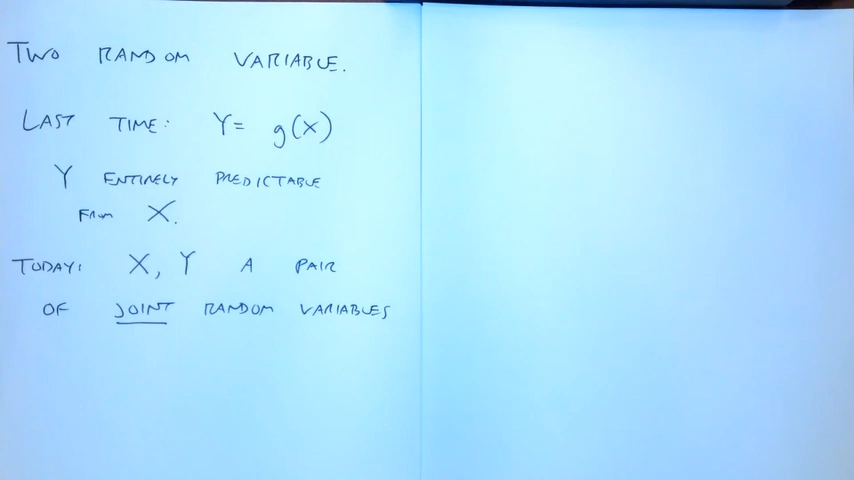 TWO RANDOM VARIABLE.
LAST TIME: Y= g(x)
Y ENTIRELY PREDICTABLE
FROM X.
TODAY: X, Y A PAIR
OF JOINT RANDOM VARIABLES